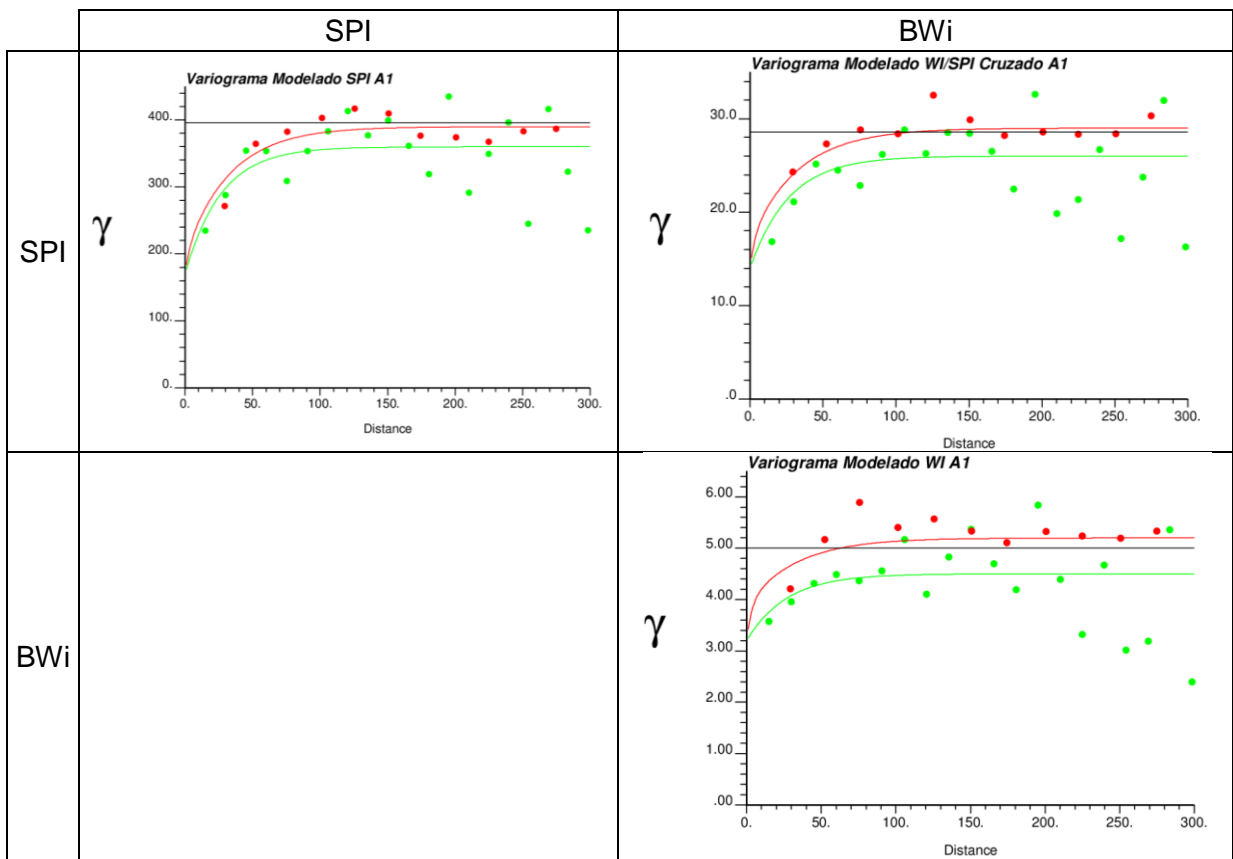 SPI
BWi
SPI
Variograma Modelado SPI A1
γ
400.
300.
200.
100.
0.
0. 50. 100. 150. 200. 250. 300.
Distance
Variograma Modelado WI/SPI Cruzado A1
γ
30.0
20.0
10.0
.0
0. 50. 100. 150. 200. 250. 300.
Distance
BWi
Variograma Modelado WI A1
γ
6.00
5.00
4.00
3.00
2.00
1.00
.00
0. 50. 100. 150. 200. 250. 300.
Distance